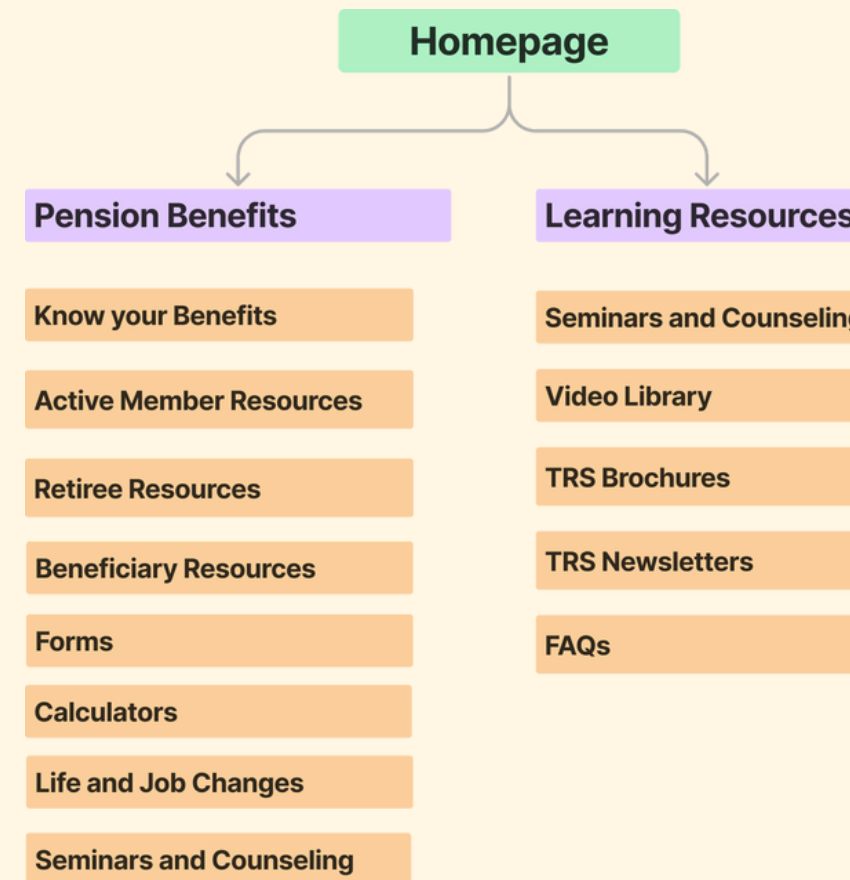 Homepage
Pension Benefits
Know your Benefits
Active Member Resources
Retiree Resources
Beneficiary Resources
Forms
Calculators
Life and Job Changes
Seminars and Counseling
Learning Resources
Seminars and Counseling
Video Library
TRS Brochures
TRS Newsletters
FAQs